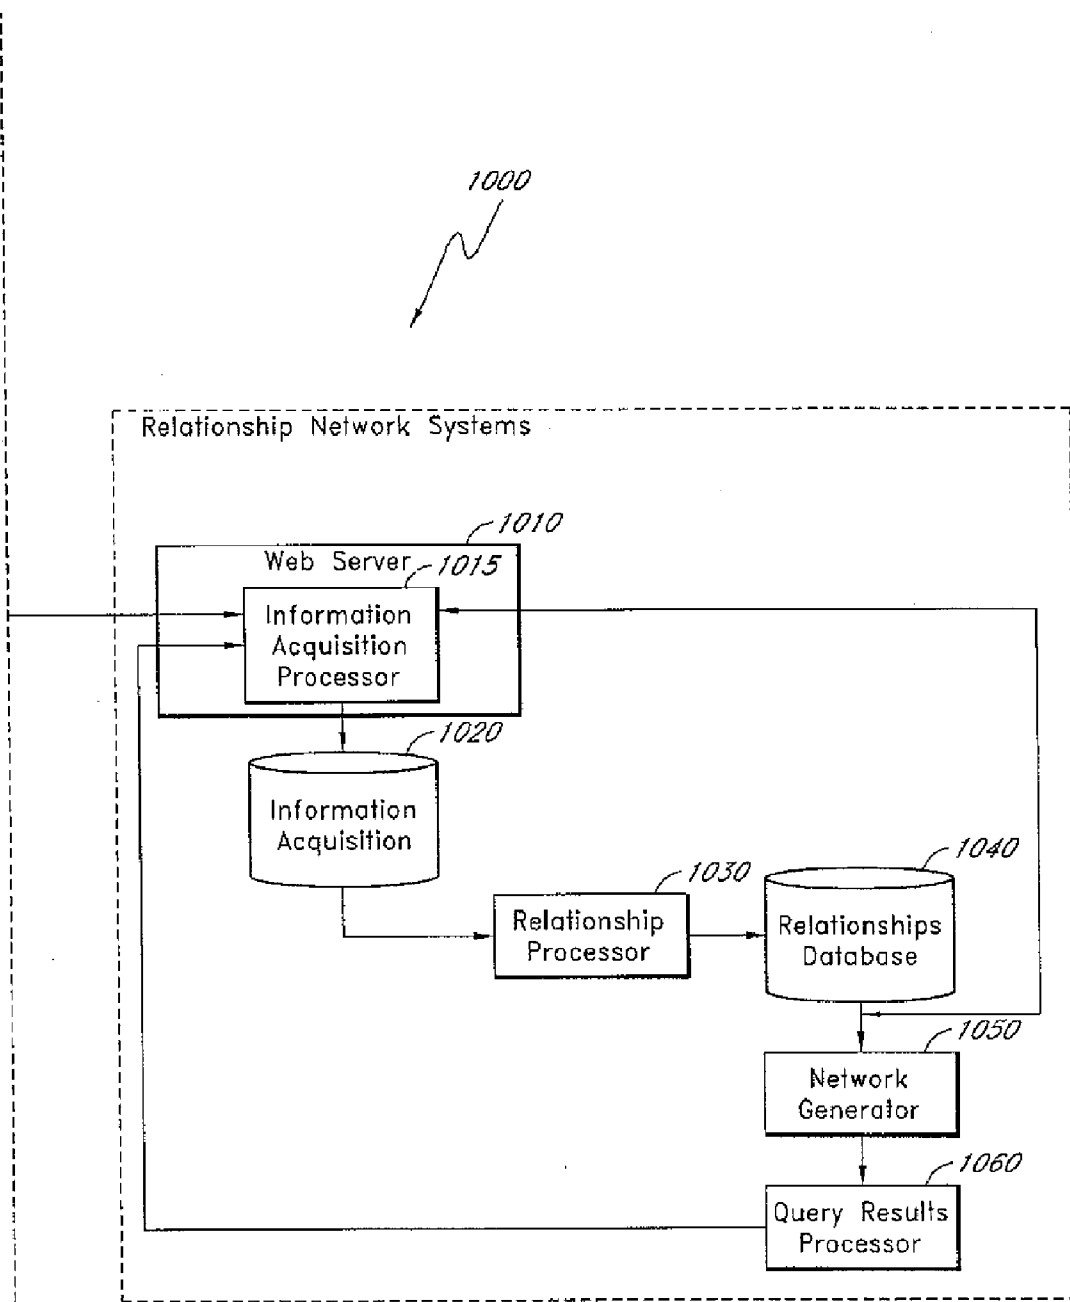 1000
Relationship Network Systems
1010
Web Server
1015
Information
Acquisition
Processor
1020
Information
Acquisition
1030
Relationship
Processor
1040
Relationships
Database
1050
Network
Generator
1060
Query Results
Processor